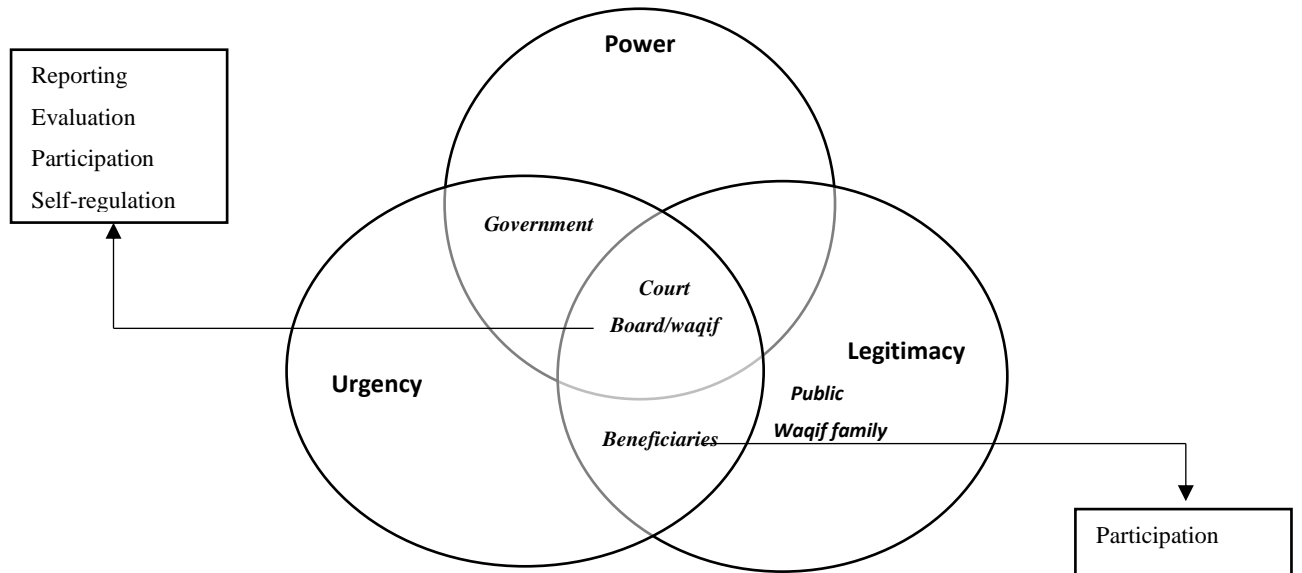 Power
Reporting
Evaluation
Participation
Self-regulation
Government
Court
Board/waqif
Urgency
Legitimacy
Public
Waqif family
Beneficiaries
Participation